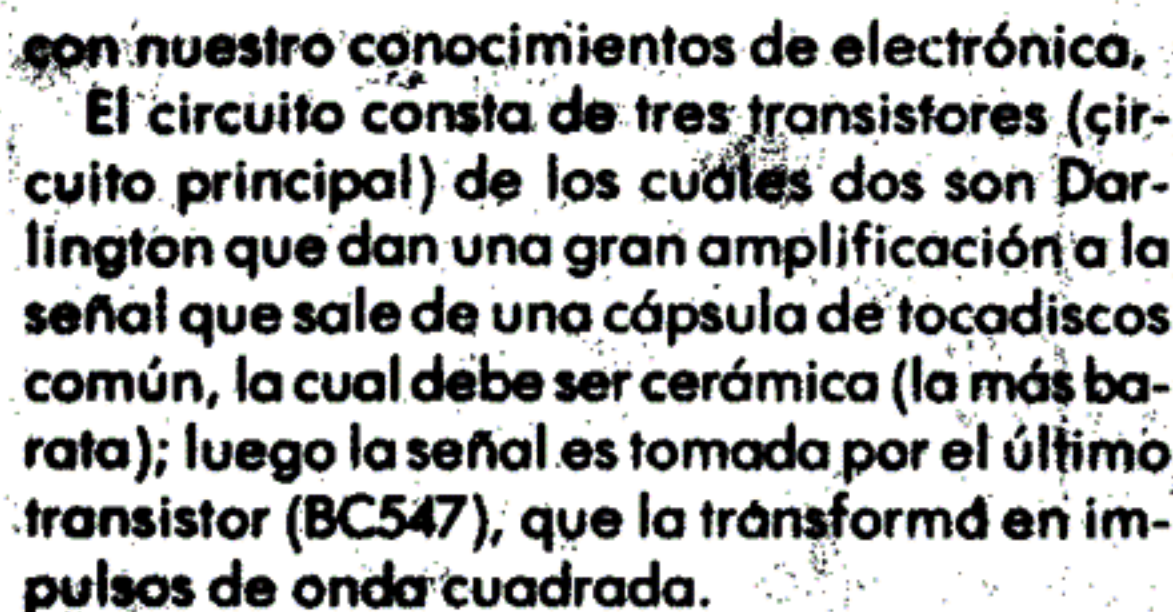 con nuestro conocimientos de electrónica.
El circuito consta de tres transistores (cir-
cuito principal) de los cuales dos son Dar-
lington que dan una gran amplificación a la
señal que sale de una cápsula de tocadiscos
común, la cual debe ser cerámica (la más ba-
rata); luego la señal es tomada por el último
transistor (BC547), que la transforma en im-
pulsos de onda cuadrada.